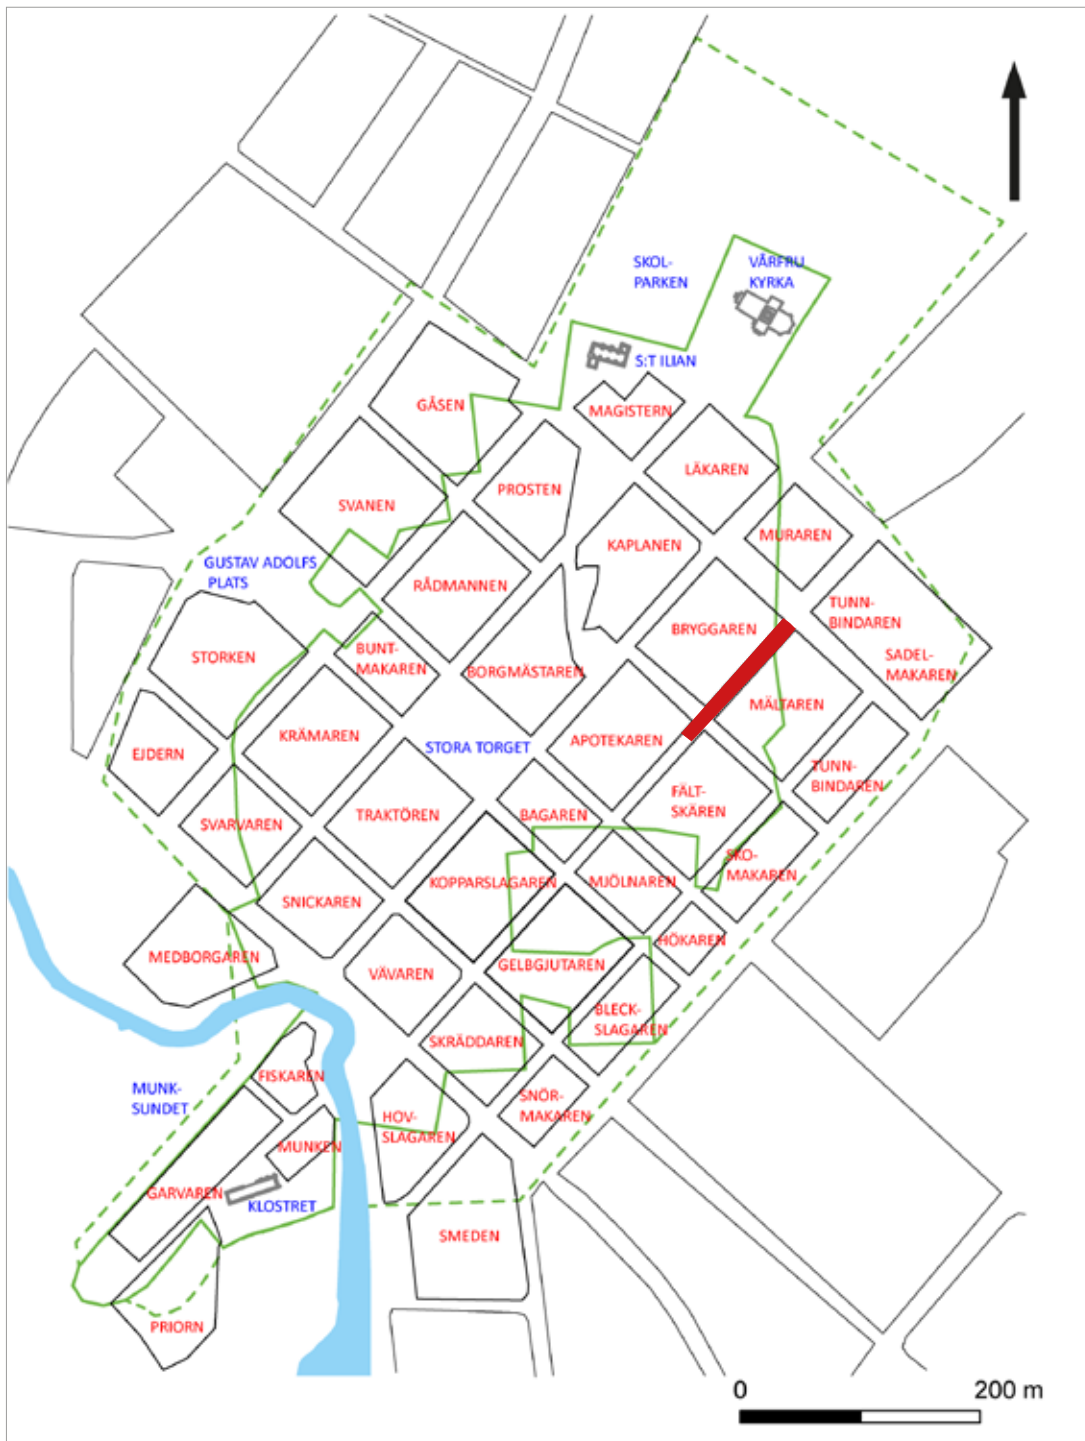 SKOL-
PARKEN
VÅRFRU
KYRKA
S:T ILIAN
GÅSEN
MAGISTERN
LÄKAREN
PROSTEN
SVANEN
MURAREN
KAPLANEN
GUSTAV ADOLFS
PLATS
RÅDMANNEN
TUNN-
BINDAREN
BRYGGAREN
STORKEN
BUNT-
MAKAREN
SADEL-
MAKAREN
BORGMÄSTAREN
MÄLTAREN
KRÄMAREN
STORA TORGET
APOTEKAREN
EJDERN
TUNN-
BINDAREN
FÄLT-
SKÄREN
TRAKTÖREN
BAGAREN
SVARVAREN
SKO-
MAKAREN
KOPPARSLAGAREN
MJÖLNAREN
SNICKAREN
HÖKAREN
MEDBORGAREN
GELBGJUTAREN
VÄVAREN
BLECK-
SLAGAREN
SKRÄDDAREN
FISKAREN
MUNK-
SUNDET
SNÖR-
MAKAREN
HOV-
SLAGAREN
MUNKEN
GARVAREN
KLOSTRET
SMEDEN
PRIORN
0 200 m